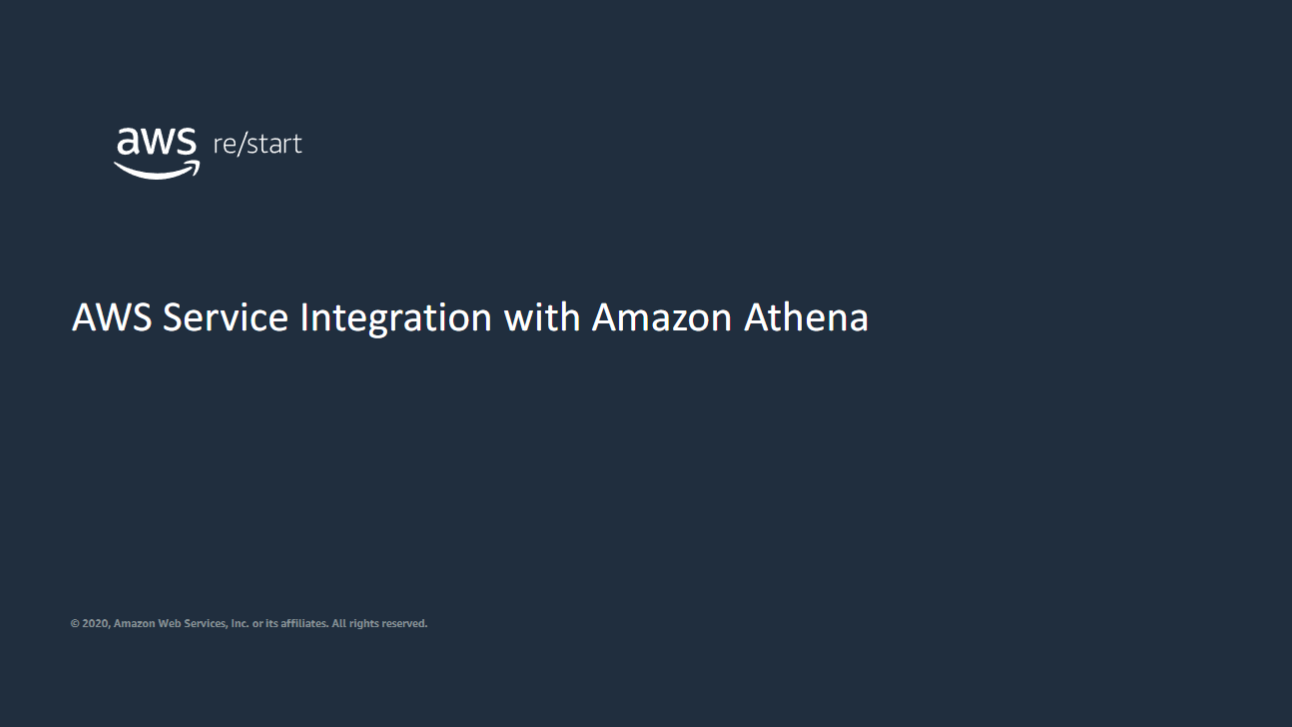 aws re/start
AWS Service Integration with Amazon Athena
© 2020, Amazon Web Services, Inc. or its affiliates. All rights reserved.